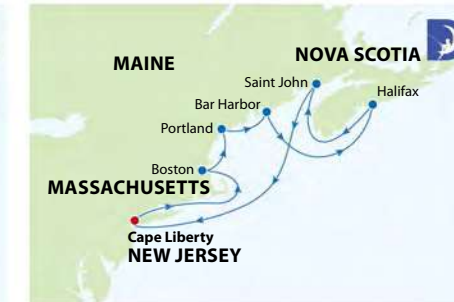 MAINE
NOVA SCOTIA
Saint John
Halifax
Bar Harbor
Portland
Boston
MASSACHUSETTS
Cape Liberty
NEW JERSEY